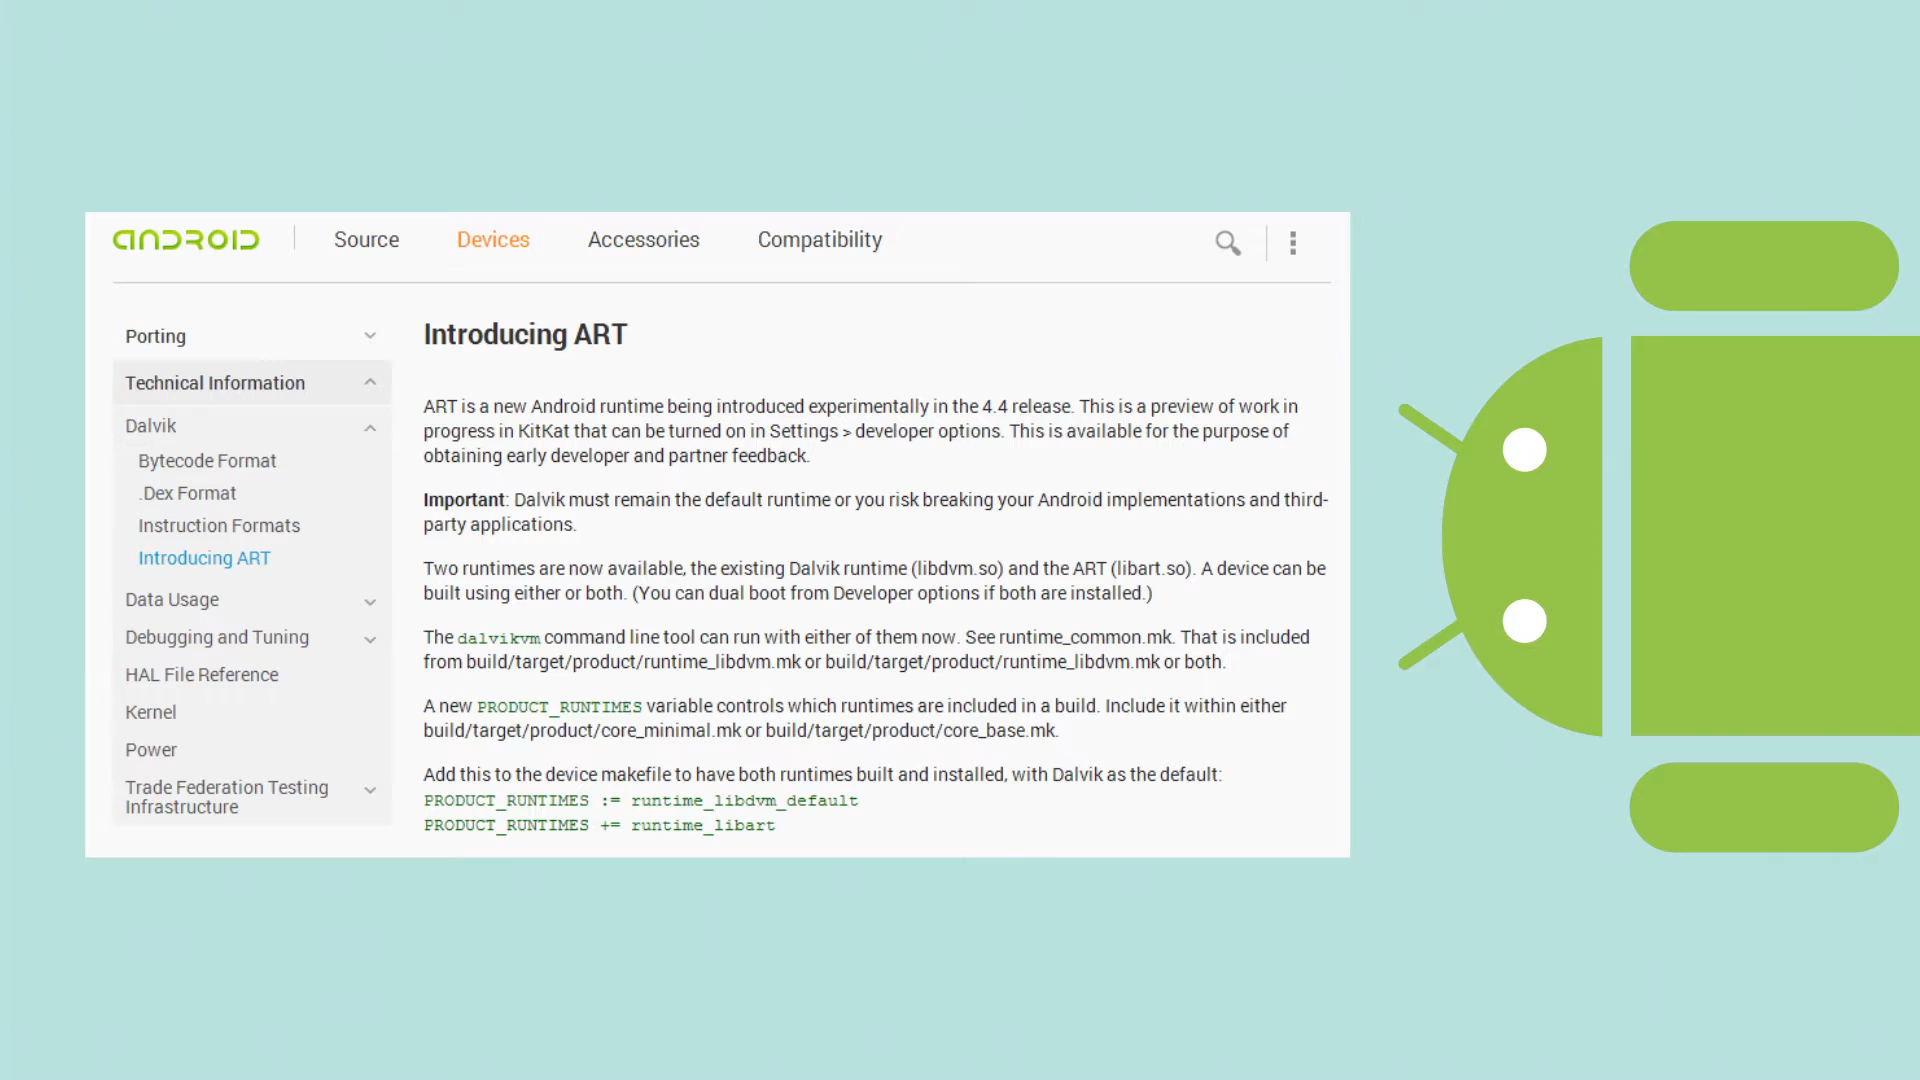 ANDROID
Source
Devices
Accessories
Compatibility
Porting
Technical Information
Dalvik
Bytecode Format
.Dex Format
Instruction Formats
Introducing ART
Data Usage
Debugging and Tuning
HAL File Reference
Kernel
Power
Trade Federation Testing
Infrastructure
Introducing ART
ART is a new Android runtime being introduced experimentally in the 4.4 release. This is a preview of work in
progress in KitKat that can be turned on in Settings > developer options. This is available for the purpose of
obtaining early developer and partner feedback.
Important: Dalvik must remain the default runtime or you risk breaking your Android implementations and third-
party applications.
Two runtimes are now available, the existing Dalvik runtime (libdvm.so) and the ART (libart.so). A device can be
built using either or both. (You can dual boot from Developer options if both are installed.)
The dalvikvm command line tool can run with either of them now. See runtime_common.mk. That is included
from build/target/product/runtime_libdvm.mk or build/target/product/runtime_libdvm.mk or both.
A new PRODUCT_RUNTIMES variable controls which runtimes are included in a build. Include it within either
build/target/product/core_minimal.mk or build/target/product/core_base.mk.
Add this to the device makefile to have both runtimes built and installed, with Dalvik as the default:
PRODUCT_RUNTIMES := runtime_libdvm_default
PRODUCT_RUNTIMES += runtime_libart